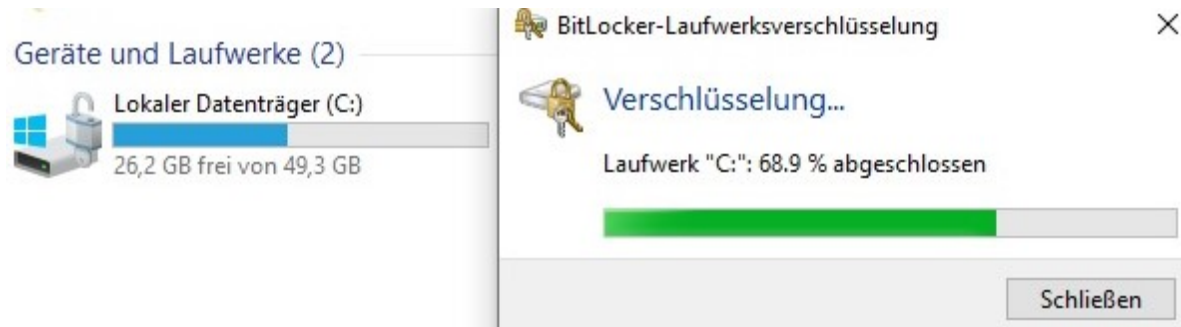 Geräte und Laufwerke (2)
Lokaler Datenträger (C:)
26,2 GB frei von 49,3 GB
BitLocker-Laufwerksverschlüsselung
Verschlüsselung...
Laufwerk "C:": 68.9 % abgeschlossen
Schließen